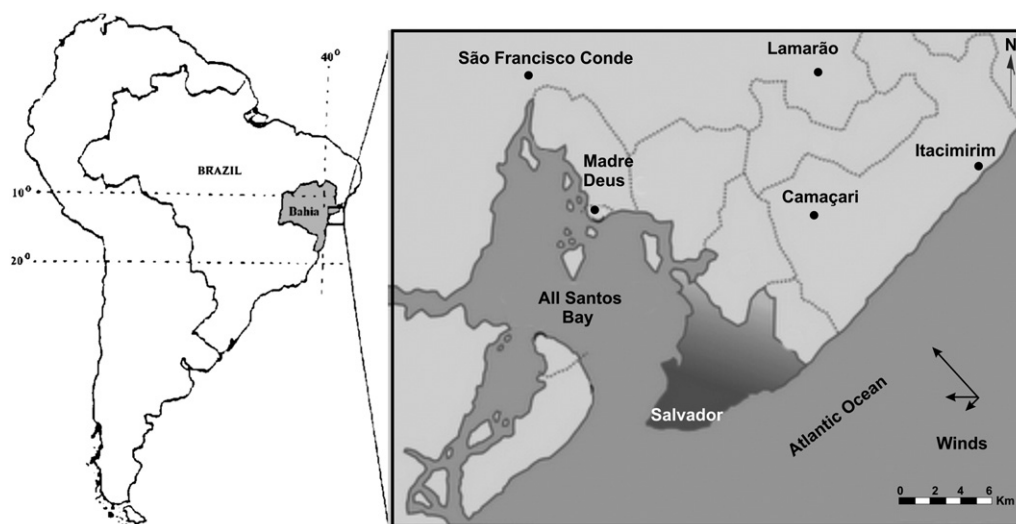 40°
BRAZIL
10°
Bahia
20°
São Francisco Conde
Lamarão
N
Itacimirim
Madre
Deus
Camaçari
All Santos
Bay
Salvador
Atlantic Ocean
Winds
0 2 4 6
Km